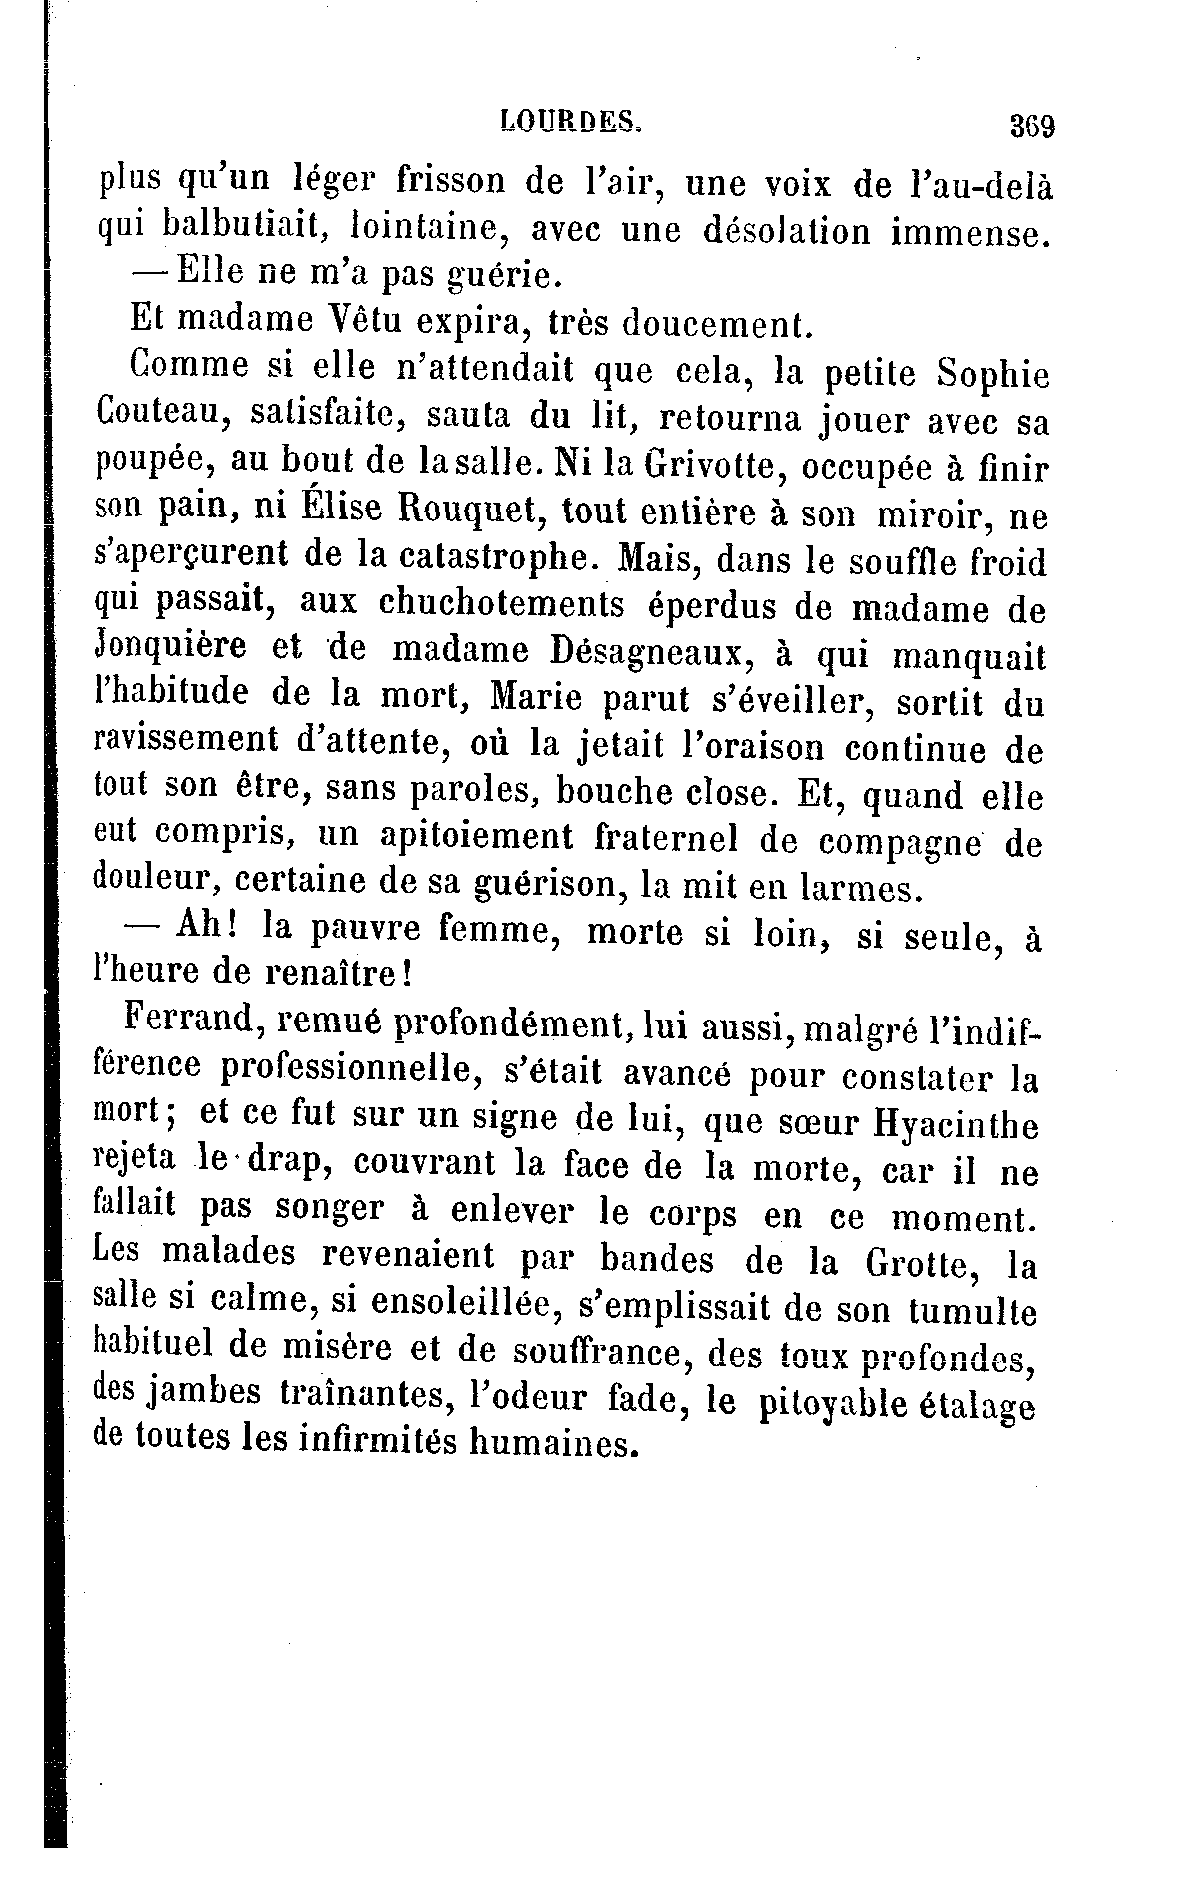 LOURDES. 369
plus qu'un léger frisson de l'air, une voix de l'au-delà
qui balbutiait, lointaine, avec une désolation immense.
— Elle ne m'a pas guérie.
Et madame Vêtu expira, très doucement.
Comme si elle n'attendait que cela, la petite Sophie
Couteau, satisfaite, sauta du lit, retourna jouer avec sa
poupée, au bout de la salle. Ni la Grivotte, occupée à finir
son pain, ni Élise Rouquet, tout entière à son miroir, ne
s'aperçurent de la catastrophe. Mais, dans le souffle froid
qui passait, aux chuchotements éperdus de madame de
Jonquière et de madame Désagneaux, à qui manquait
l'habitude de la mort, Marie parut s'éveiller, sortit du
ravissement d'attente, où la jetait l'oraison continue de
tout son être, sans paroles, bouche close. Et, quand elle
eut compris, un apitoiement fraternel de compagne de
douleur, certaine de sa guérison, la mit en larmes.
— Ah! la pauvre femme, morte si loin, si seule, à
l'heure de renaître!
Ferrand, remué profondément, lui aussi, malgré l'indif-
férence professionnelle, s'était avancé pour constater la
mort; et ce fut sur un signe de lui, que sœur Hyacinthe
rejeta le drap, couvrant la face de la morte, car il ne
fallait pas songer à enlever le corps en ce moment.
Les malades revenaient par bandes de la Grotte, la
salle si calme, si ensoleillée, s'emplissait de son tumulte
habituel de misère et de souffrance, des toux profondes,
des jambes traînantes, l'odeur fade, le pitoyable étalage
de toutes les infirmités humaines.